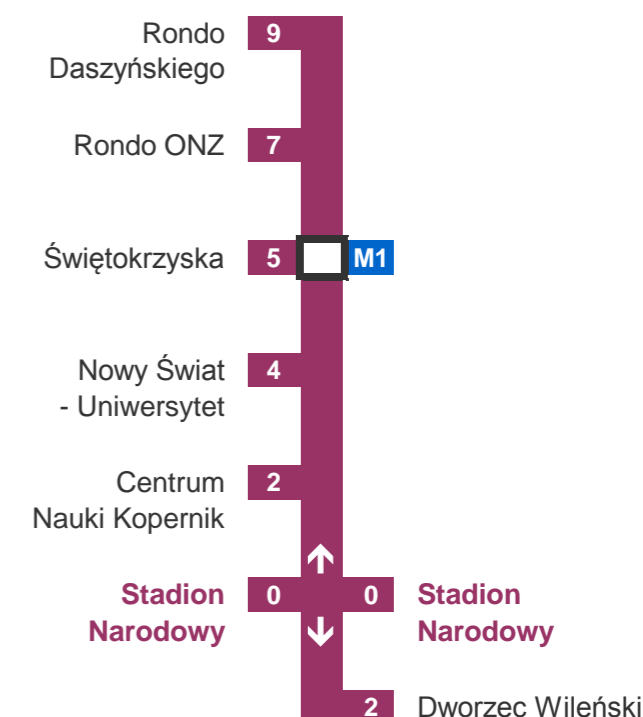 Rondo 9
Daszyńskiego
Rondo ONZ 7
Świętokrzyska 5 M1
Nowy Świat 4
- Uniwersytet
Centrum 2
Nauki Kopernik
Stadion 0 0 Stadion
Narodowy Narodowy
2 Dworzec Wileński